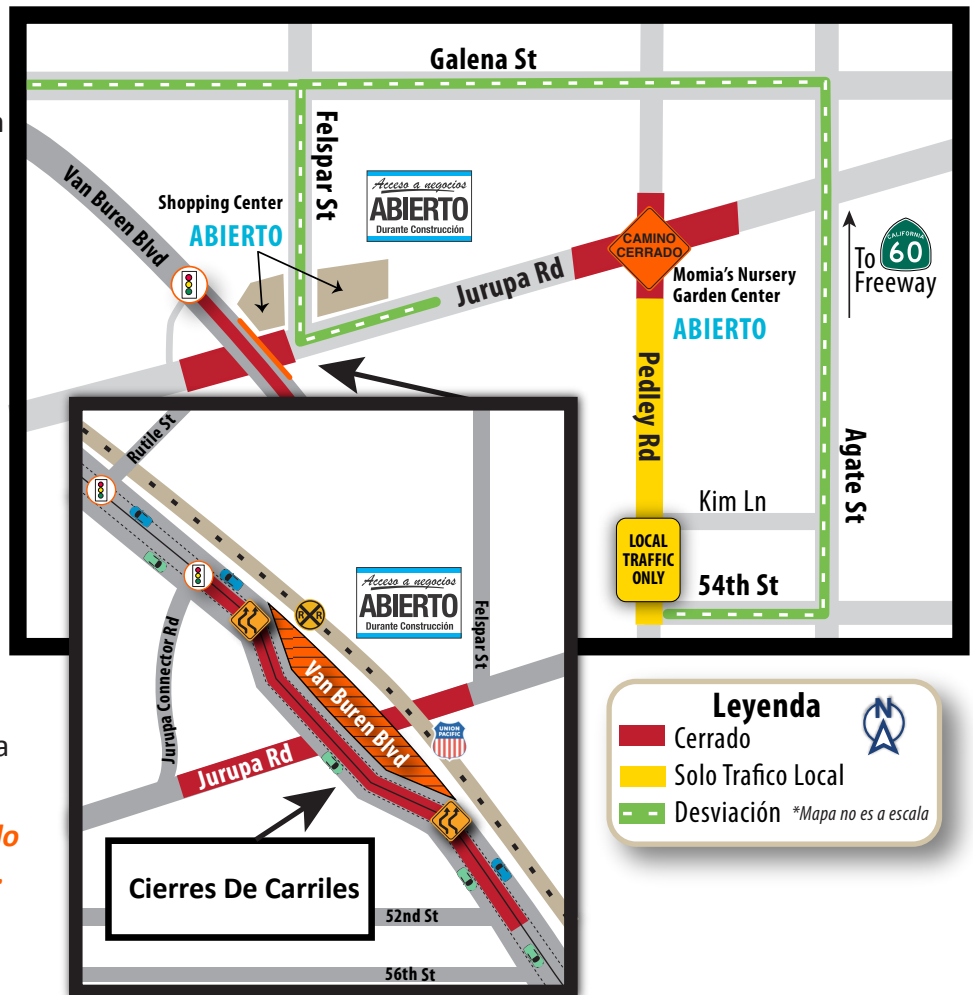 Galena St
Felspar St
Van Buren Blvd
Shopping Center
ABIERTO
Acceso a negocios
ABIERTO
Durante Construcción
CAMINO
CERRADO
Jurupa Rd
Momia's Nursery
Garden Center
ABIERTO
CALIFORNIA
60
To
Freeway
Pedley Rd
Agate St
Kim Ln
LOCAL
TRAFFIC
ONLY
54th St
Rutile St
R R
Acceso a negocios
ABIERTO
Durante Construcción
Felspar St
Jurupa Connector Rd
Van Buren Blvd
UNION
PACIFIC
Jurupa Rd
Cierres De Carriles
52nd St
56th St
Leyenda
N
Cerrado
Solo Trafico Local
Desviación *Mapa no es a escala